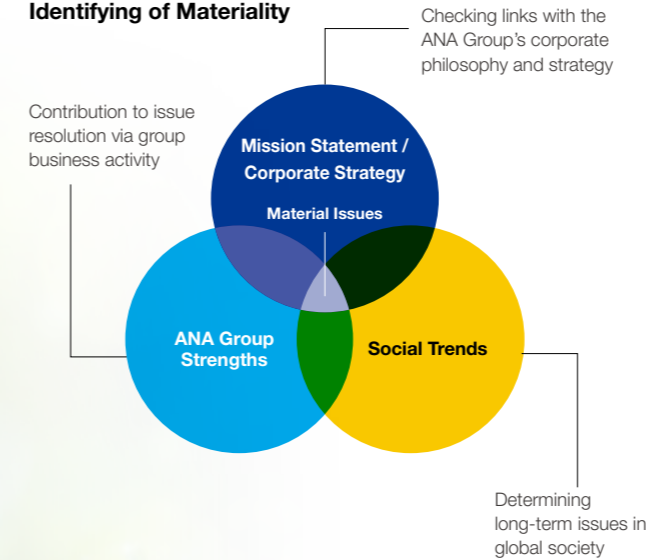 Identifying of Materiality
Checking links with the
ANA Group’s corporate
philosophy and strategy
Contribution to issue
resolution via group
business activity
Mission Statement /
Corporate Strategy
Material Issues
ANA Group
Strengths
Social Trends
Determining
long-term issues in
global society